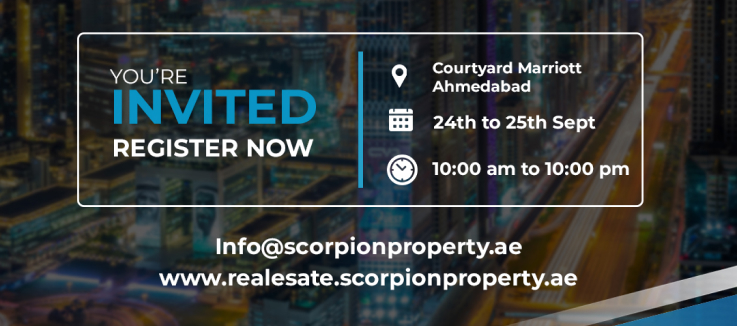 YOU'RE
INVITED
REGISTER NOW
Courtyard Marriott
Ahmedabad
24th to 25th Sept
10:00 am to 10:00 pm
Info@scorpionproperty.ae
www.realesate.scorpionproperty.ae